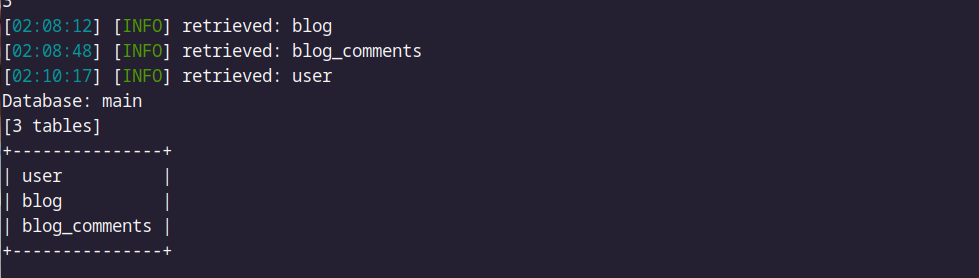 3
[02:08:12] [INFO] retrieved: blog
[02:08:48] [INFO] retrieved: blog_comments
[02:10:17] [INFO] retrieved: user
Database: main
[3 tables]
+---------------+
| user          |
| blog          |
| blog_comments |
+---------------+